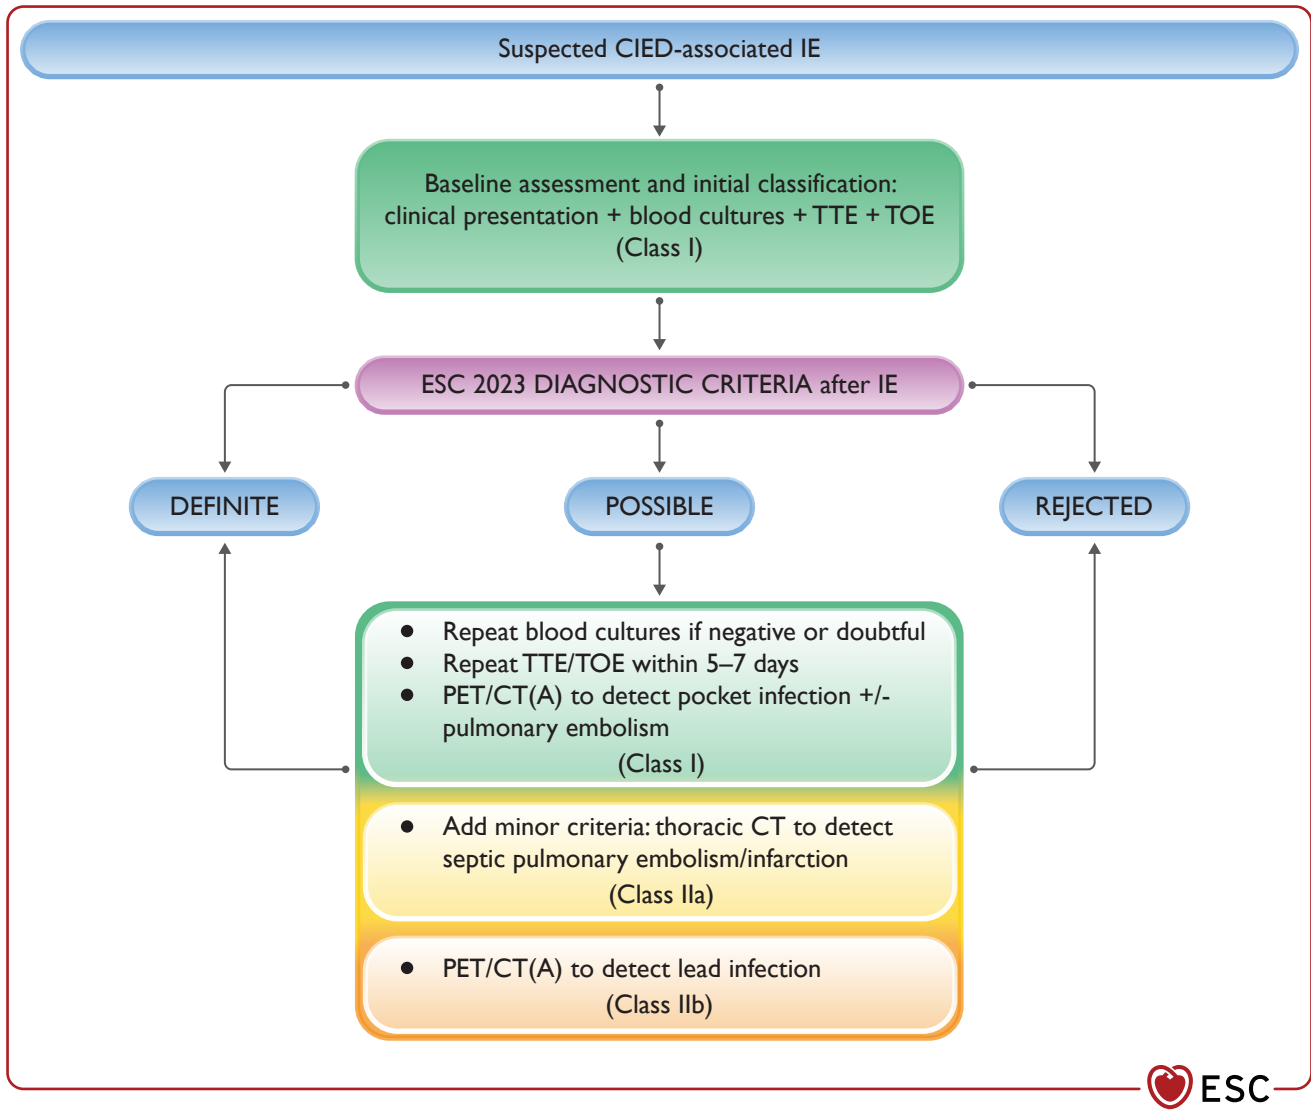 Suspected CIED-associated IE
Baseline assessment and initial classification:
clinical presentation + blood cultures + TTE + TOE
(Class I)
ESC 2023 DIAGNOSTIC CRITERIA after IE
DEFINITE
POSSIBLE
REJECTED
● Repeat blood cultures if negative or doubtful
● Repeat TTE/TOE within 5–7 days
● PET/CT(A) to detect pocket infection +/-
pulmonary embolism
(Class I)
● Add minor criteria: thoracic CT to detect
septic pulmonary embolism/infarction
(Class IIa)
● PET/CT(A) to detect lead infection
(Class IIb)
ESC